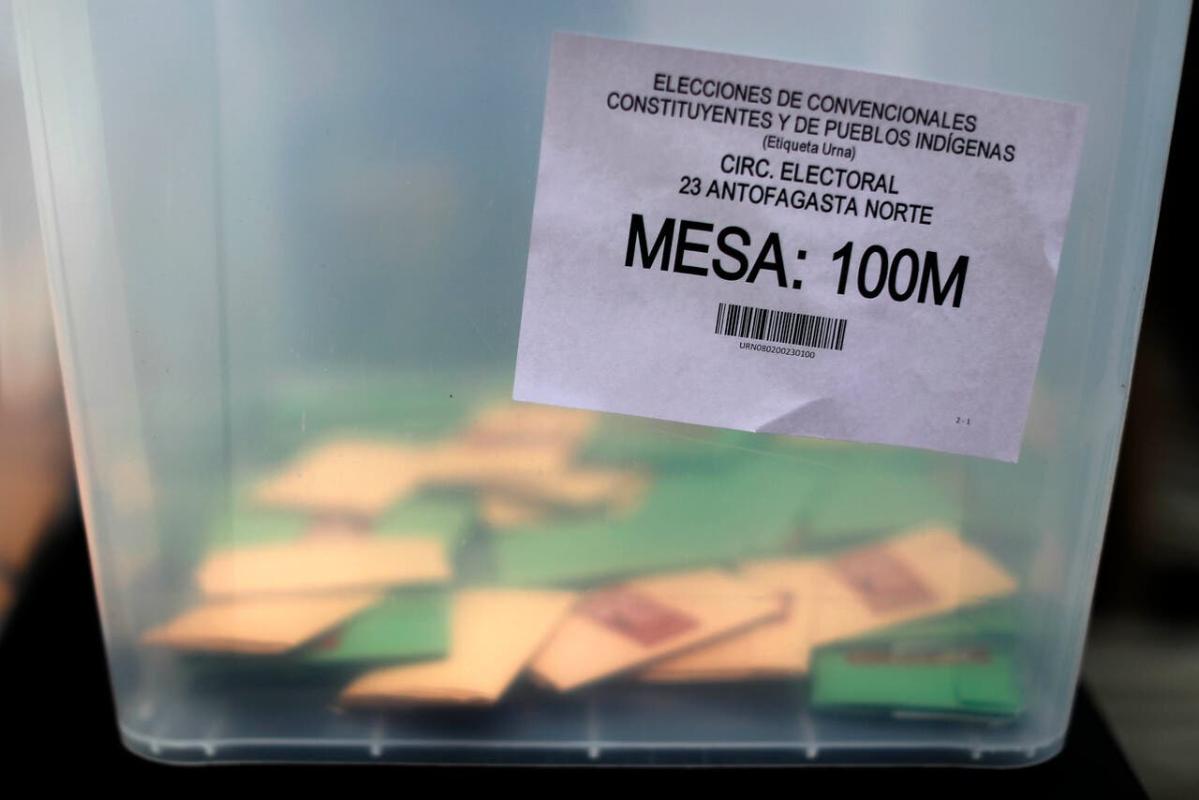 ELECCIONES DE CONVENCIONALES
CONSTITUYENTES Y DE PUEBLOS INDÍGENAS
(Etiqueta Urna)
CIRC. ELECTORAL
23 ANTOFAGASTA NORTE
MESA: 100M
URN080200230100
2 - 1